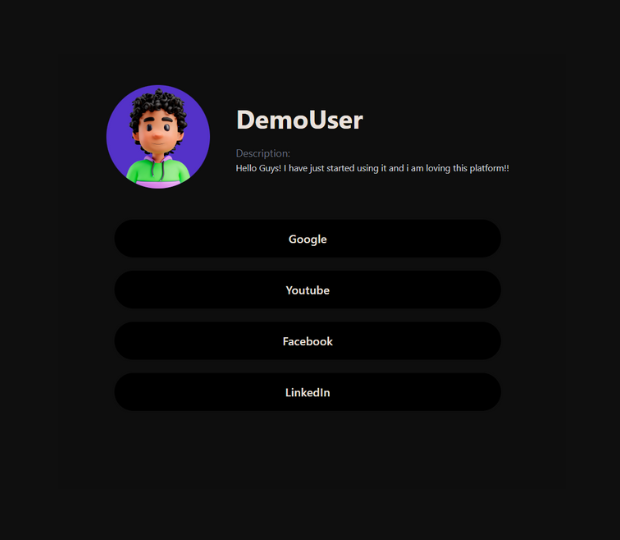 DemoUser
Description:
Hello Guys! I have just started using it and i am loving this platform!!
Google
Youtube
Facebook
LinkedIn